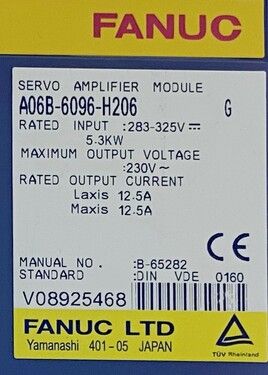 FANUC
SERVO AMPLIFIER MODULE
A06B-6096-H206 G
RATED INPUT :283-325V⎓
5.3KW
MAXIMUM OUTPUT VOLTAGE
:230V~
RATED OUTPUT CURRENT
Laxis 12.5A
Maxis 12.5A
MANUAL NO. :B-65282
STANDARD :DIN VDE 0160
CE
V08925468
FANUC LTD
Yamanashi 401-05 JAPAN
TÜV Rheinland